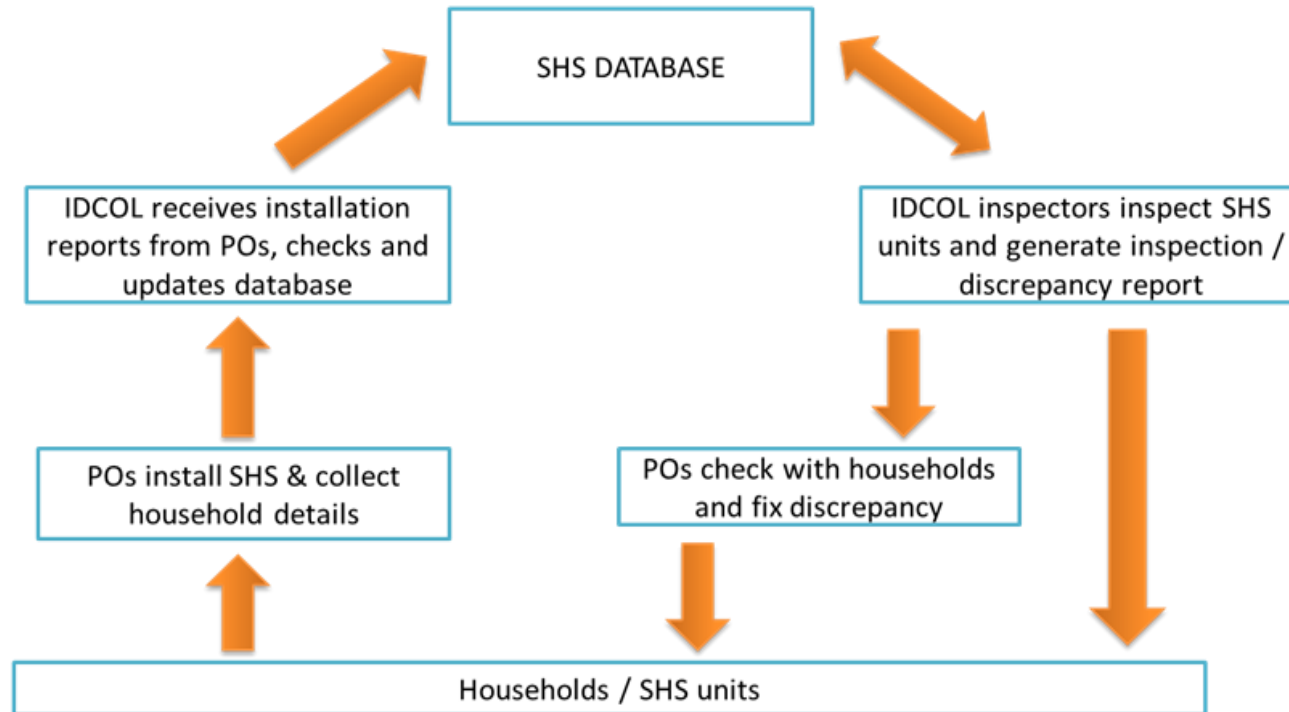 SHS DATABASE
IDCOL receives installation
reports from POs, checks and
updates database
IDCOL inspectors inspect SHS
units and generate inspection /
discrepancy report
POs install SHS & collect
household details
POs check with households
and fix discrepancy
Households / SHS units